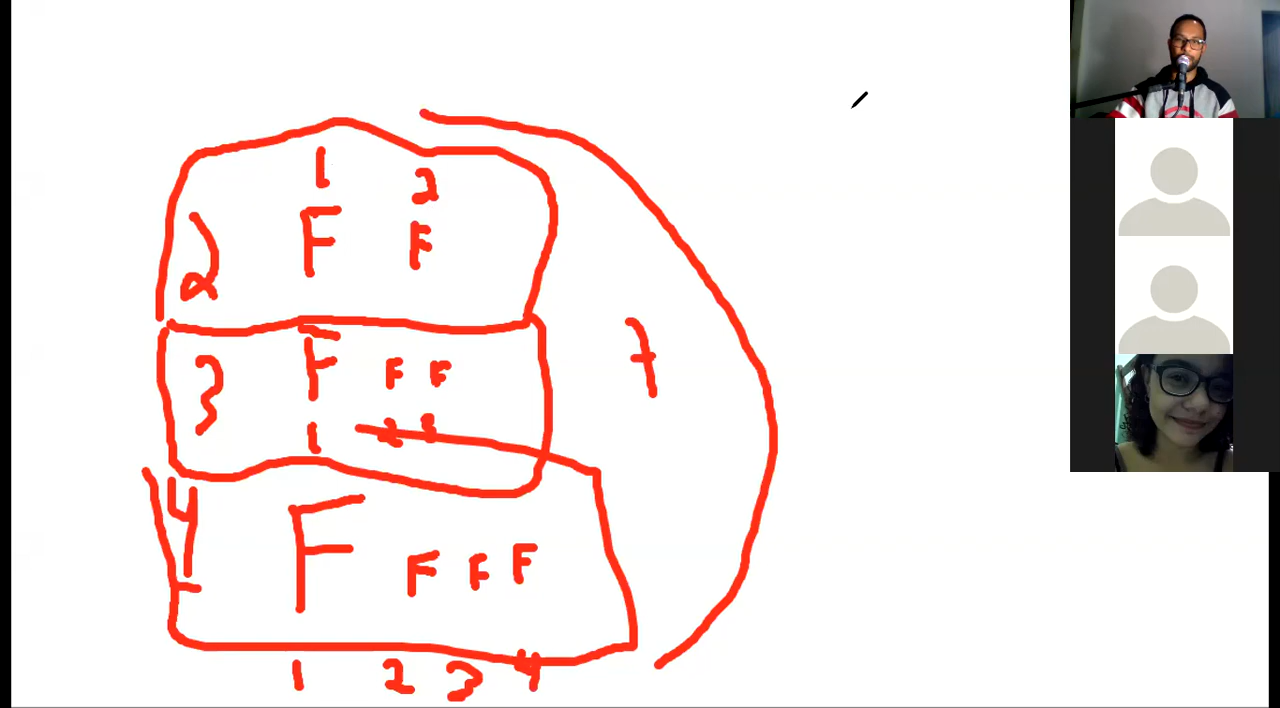 1 2
2 F F
3 F F F
1 2 3
7
4 F F F F
1 2 3 4